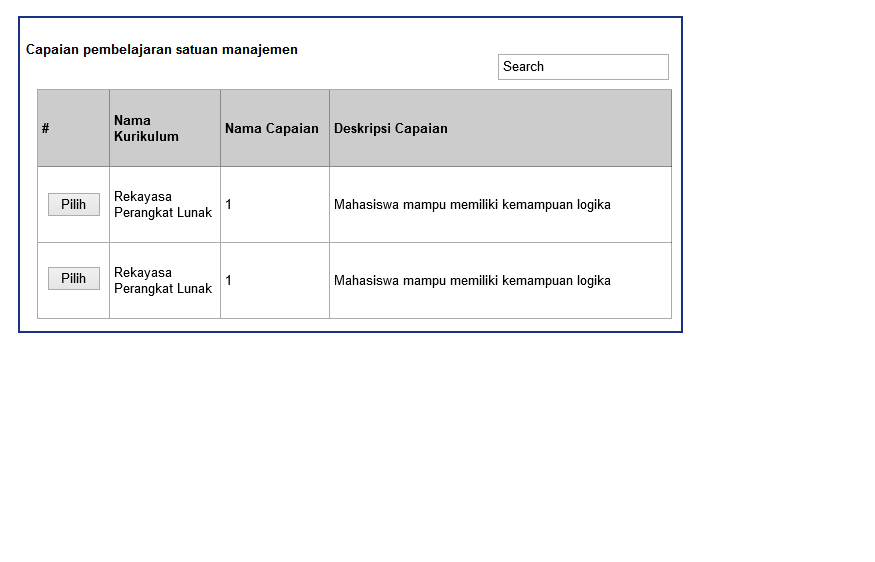 Capaian pembelajaran satuan manajemen
Search
#
Nama
Kurikulum
Nama Capaian
Deskripsi Capaian
Pilih
Rekayasa
Perangkat Lunak
1
Mahasiswa mampu memiliki kemampuan logika
Pilih
Rekayasa
Perangkat Lunak
1
Mahasiswa mampu memiliki kemampuan logika